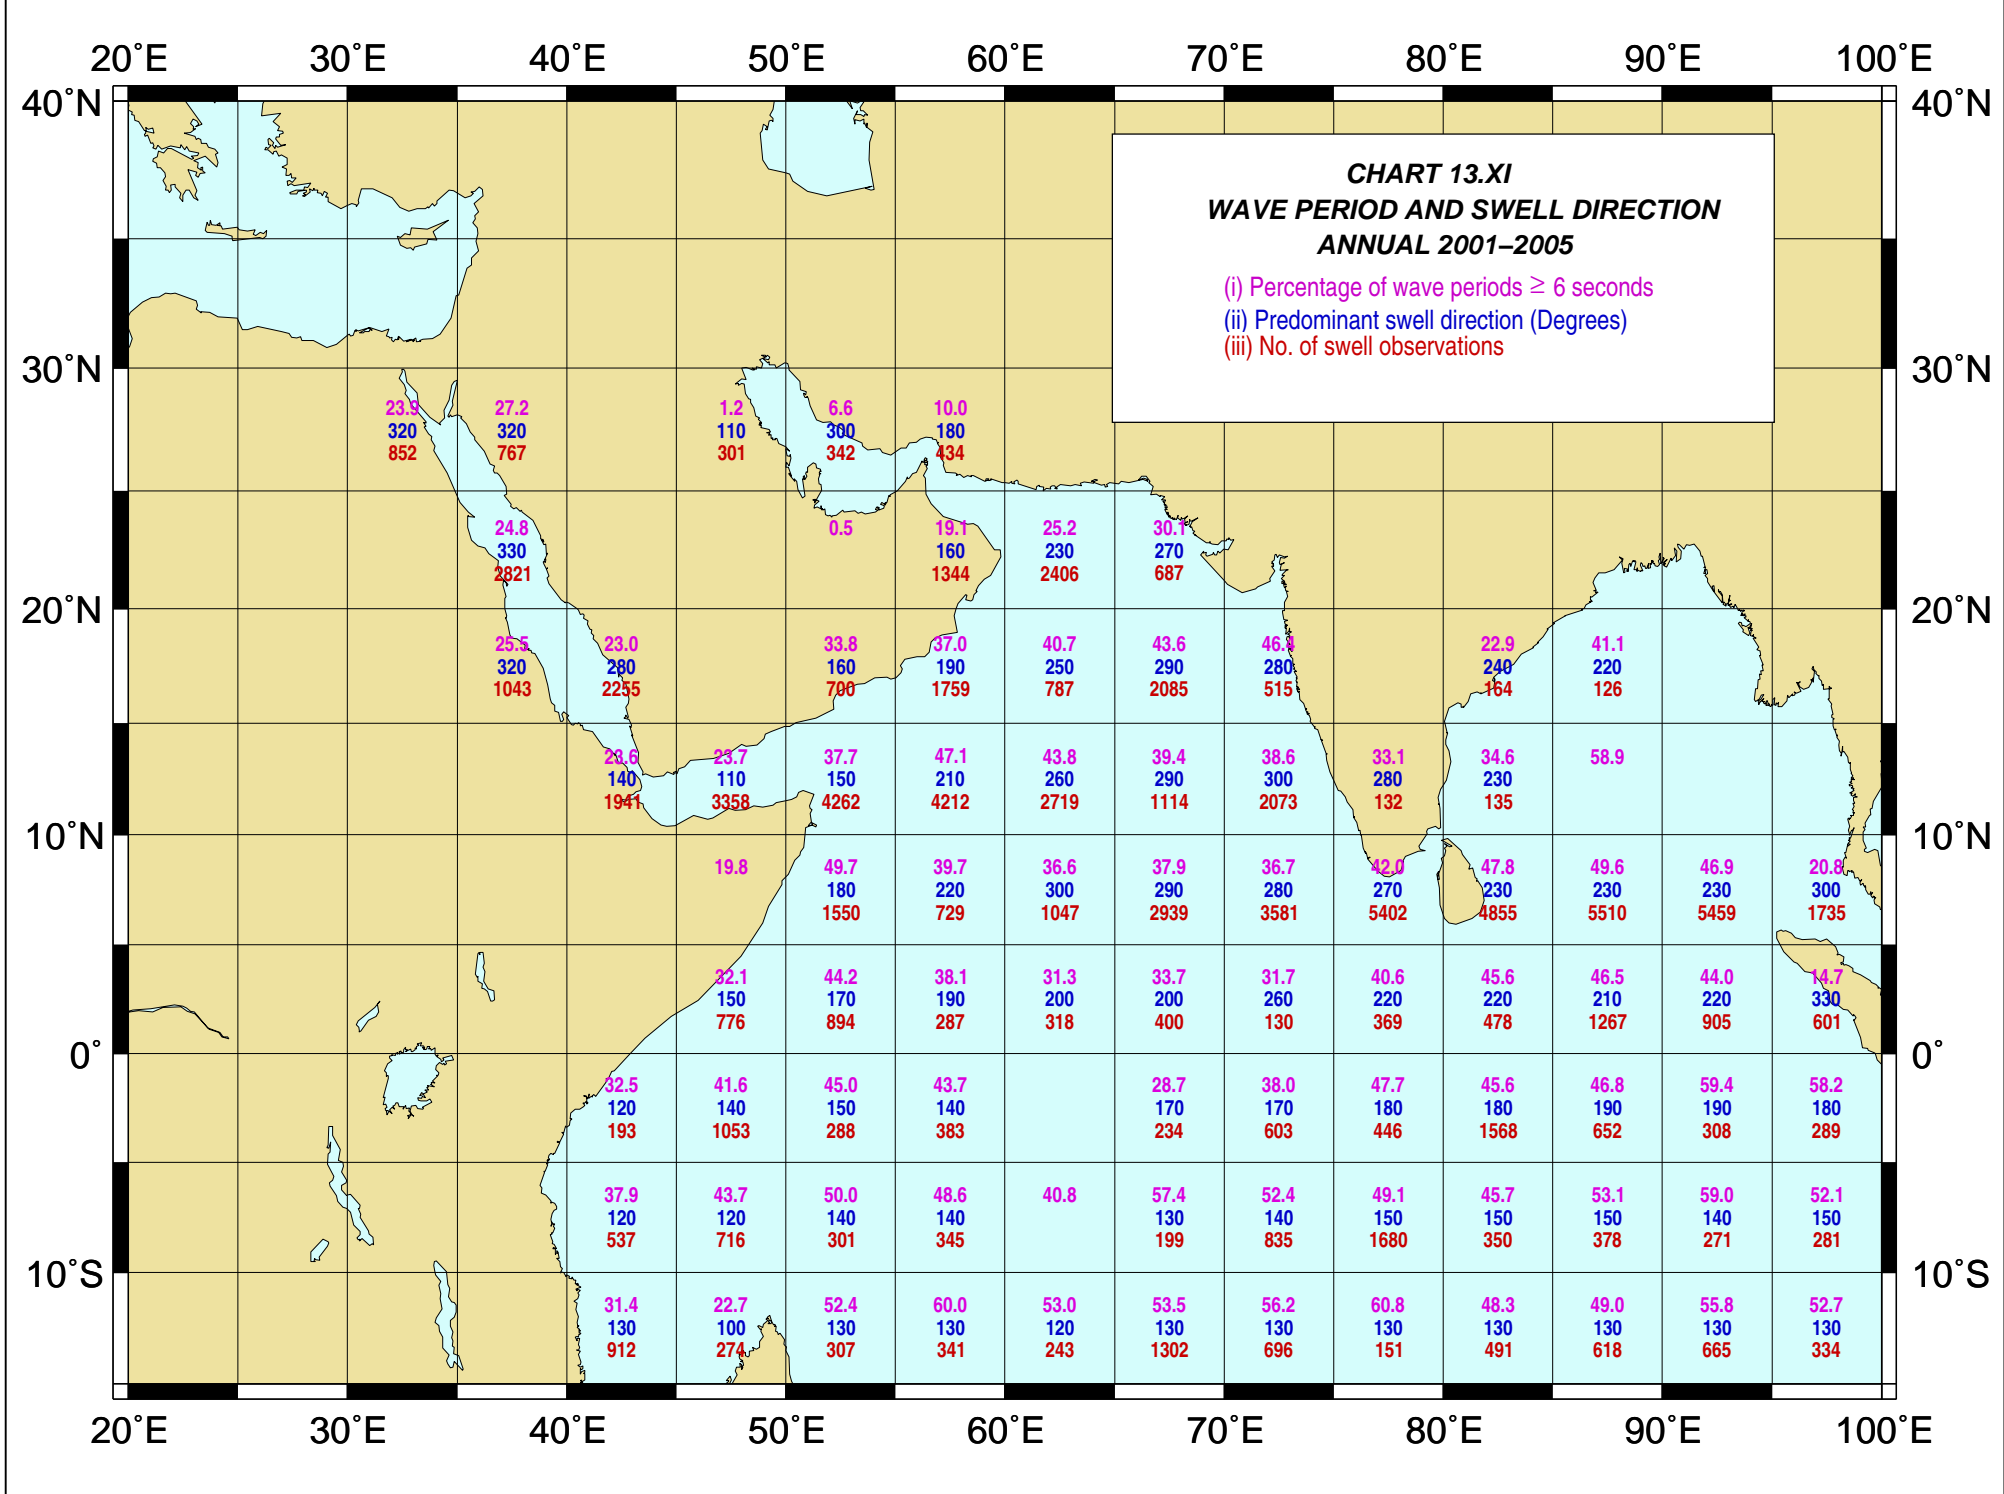 20˚E 30˚E 40˚E 50˚E 60˚E 70˚E 80˚E 90˚E 100˚E
40˚N 40˚N
CHART 13.XI
WAVE PERIOD AND SWELL DIRECTION
ANNUAL 2001–2005
(i) Percentage of wave periods ≥ 6 seconds
(ii) Predominant swell direction (Degrees)
(iii) No. of swell observations
30˚N 30˚N
23.9 27.2 1.2 6.6 10.0
320 320 110 300 180
852 767 301 342 434
24.8 0.5 19.1 25.2 30.1
330 160 230 270
2821 1344 2406 687
20˚N 20˚N
25.5 23.0 33.8 37.0 40.7 43.6 46.4 22.9 41.1
320 280 160 190 250 290 280 240 220
1043 2255 700 1759 787 2085 515 164 126
23.6 23.7 37.7 47.1 43.8 39.4 38.6 33.1 34.6 58.9
140 110 150 210 260 290 300 280 230
1941 3358 4262 4212 2719 1114 2073 132 135
10˚N 10˚N
19.8 49.7 39.7 36.6 37.9 36.7 42.0 47.8 49.6 46.9 20.8
180 220 300 290 280 270 230 230 230 300
1550 729 1047 2939 3581 5402 4855 5510 5459 1735
32.1 44.2 38.1 31.3 33.7 31.7 40.6 45.6 46.5 44.0 14.7
150 170 190 200 200 260 220 220 210 220 330
776 894 287 318 400 130 369 478 1267 905 601
0˚ 0˚
32.5 41.6 45.0 43.7 28.7 38.0 47.7 45.6 46.8 59.4 58.2
120 140 150 140 170 170 180 180 190 190 180
193 1053 288 383 234 603 446 1568 652 308 289
37.9 43.7 50.0 48.6 40.8 57.4 52.4 49.1 45.7 53.1 59.0 52.1
120 120 140 140 130 140 150 150 150 140 150
537 716 301 345 199 835 1680 350 378 271 281
10˚S 10˚S
31.4 22.7 52.4 60.0 53.0 53.5 56.2 60.8 48.3 49.0 55.8 52.7
130 100 130 130 120 130 130 130 130 130 130 130
912 274 307 341 243 1302 696 151 491 618 665 334
20˚E 30˚E 40˚E 50˚E 60˚E 70˚E 80˚E 90˚E 100˚E